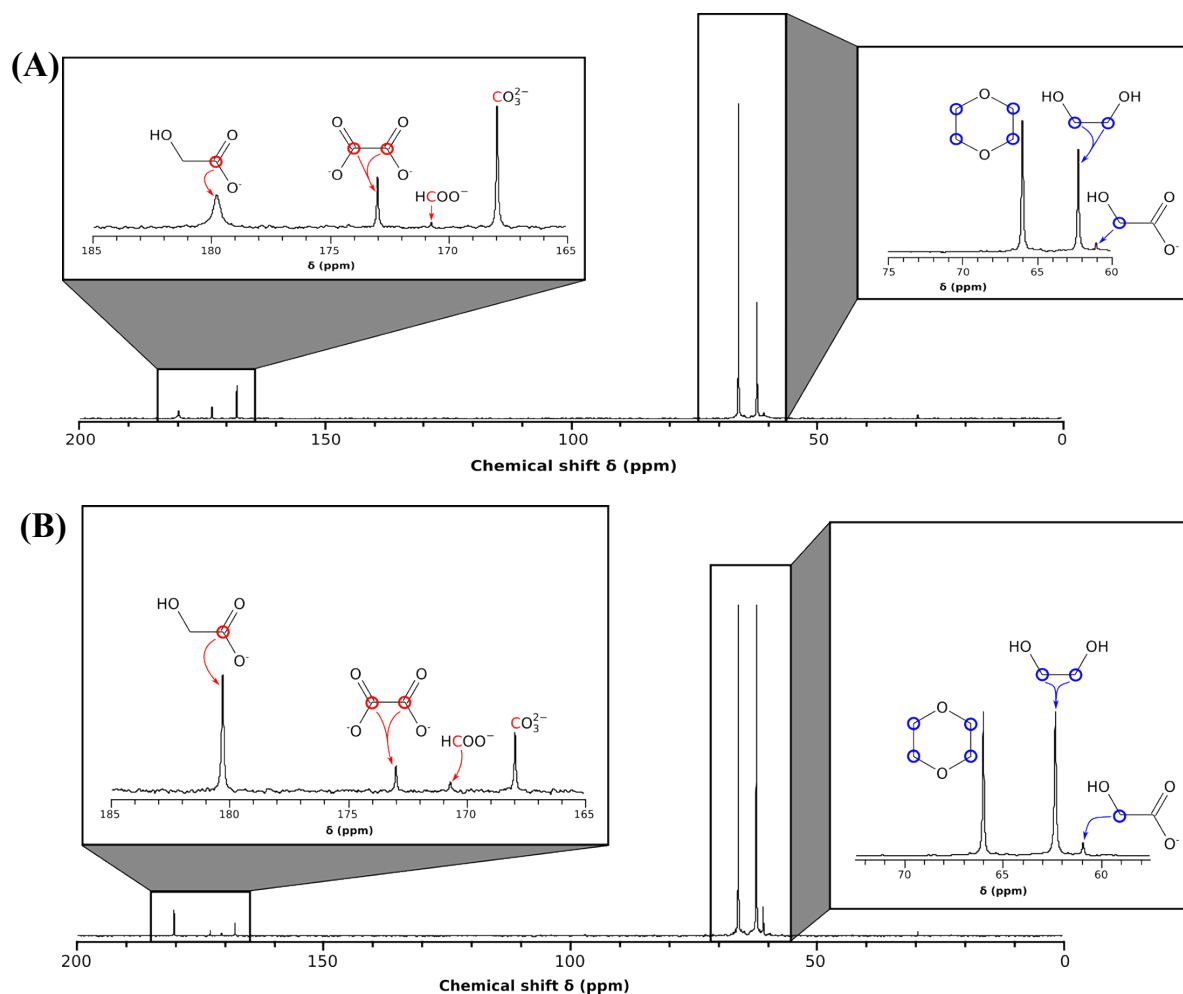 (A)
HO
O
O⁻
O
O
⁻O
O⁻
HCOO⁻
CO₃²⁻
185
180
175
170
165
δ (ppm)
O
O
HO
OH
HO
O
O⁻
75
70
65
60
δ (ppm)
200
150
100
50
0
Chemical shift δ (ppm)
(B)
HO
O
O⁻
O
O
⁻O
O⁻
HCOO⁻
CO₃²⁻
185
180
175
170
165
δ (ppm)
HO
OH
O
O
HO
O
O⁻
70
65
60
δ (ppm)
200
150
100
50
0
Chemical shift δ (ppm)